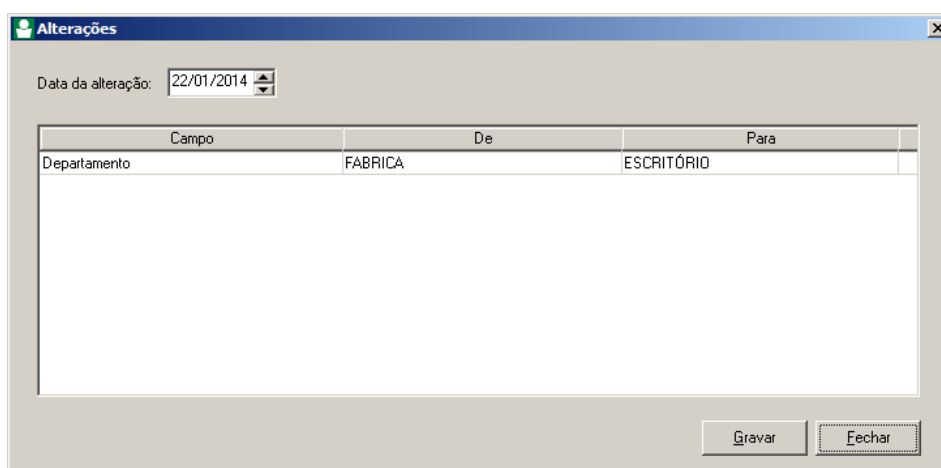 Alterações
Data da alteração: 22/01/2014
Campo De Para
Departamento FABRICA ESCRITÓRIO
Gravar Fechar